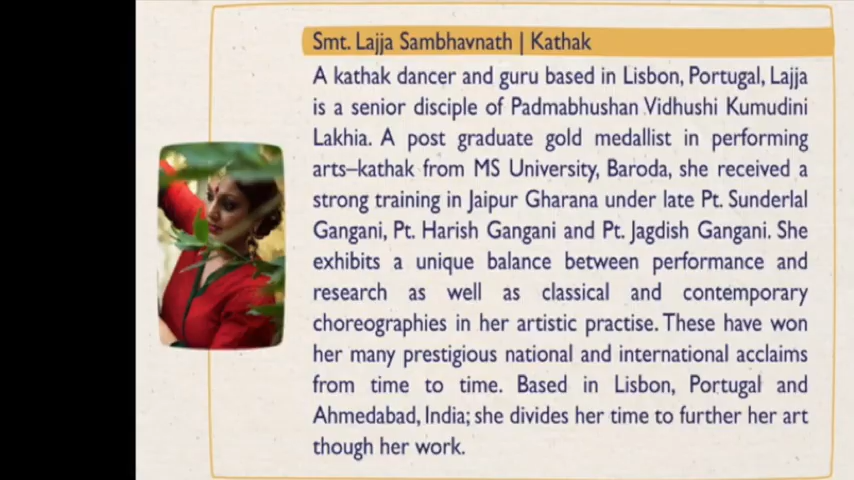 Smt. Lajja Sambhavnath | Kathak
A kathak dancer and guru based in Lisbon, Portugal, Lajja
is a senior disciple of Padmabhushan Vidhushi Kumudini
Lakhia. A post graduate gold medallist in performing
arts–kathak from MS University, Baroda, she received a
strong training in Jaipur Gharana under late Pt. Sunderlal
Gangani, Pt. Harish Gangani and Pt. Jagdish Gangani. She
exhibits a unique balance between performance and
research as well as classical and contemporary
choreographies in her artistic practise. These have won
her many prestigious national and international acclaims
from time to time. Based in Lisbon, Portugal and
Ahmedabad, India; she divides her time to further her art
though her work.